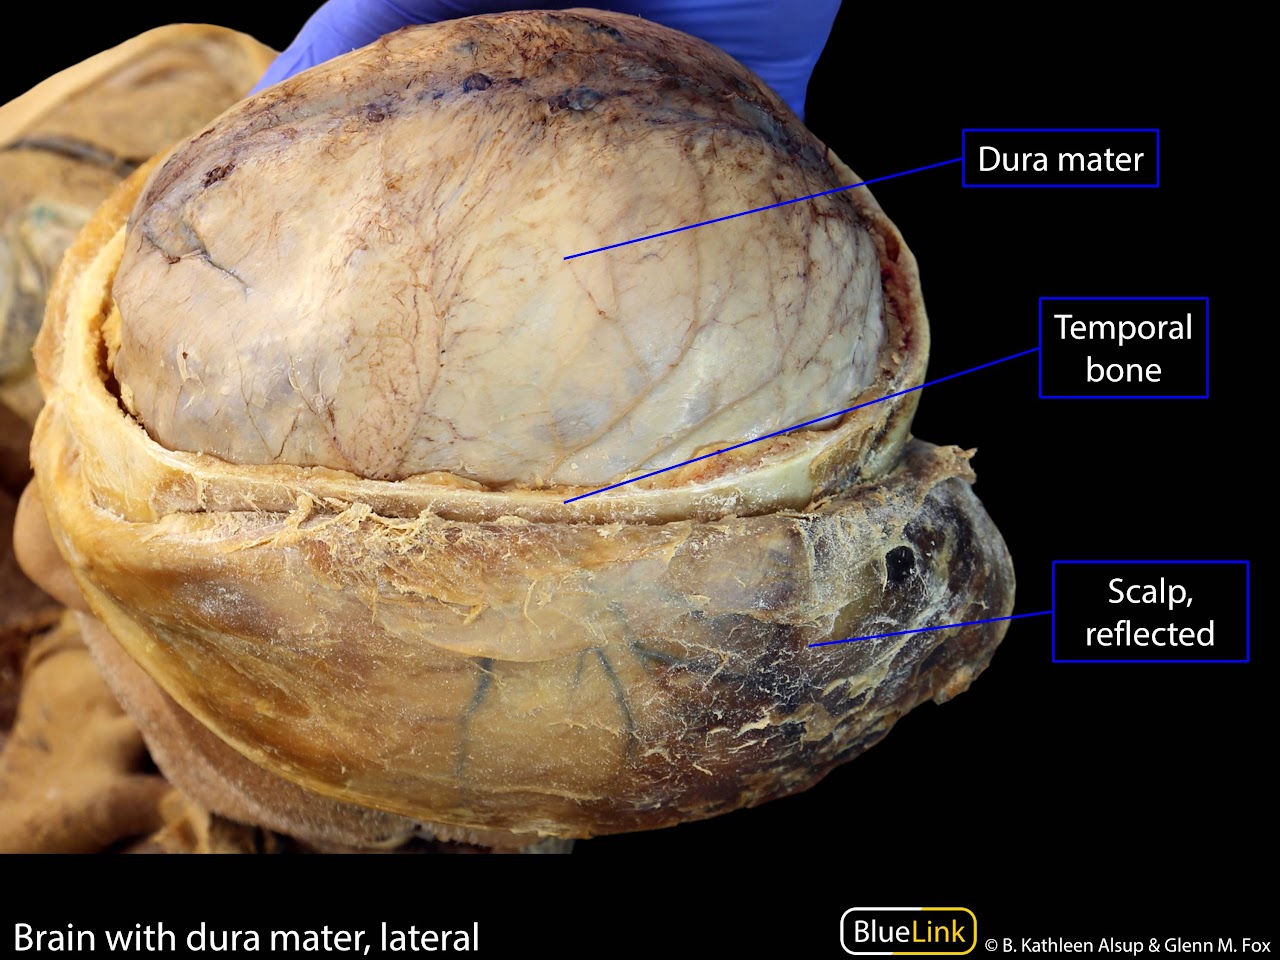 Dura mater
Temporal
bone
Scalp,
reflected
Brain with dura mater, lateral
BlueLink
© B. Kathleen Alsup & Glenn M. Fox